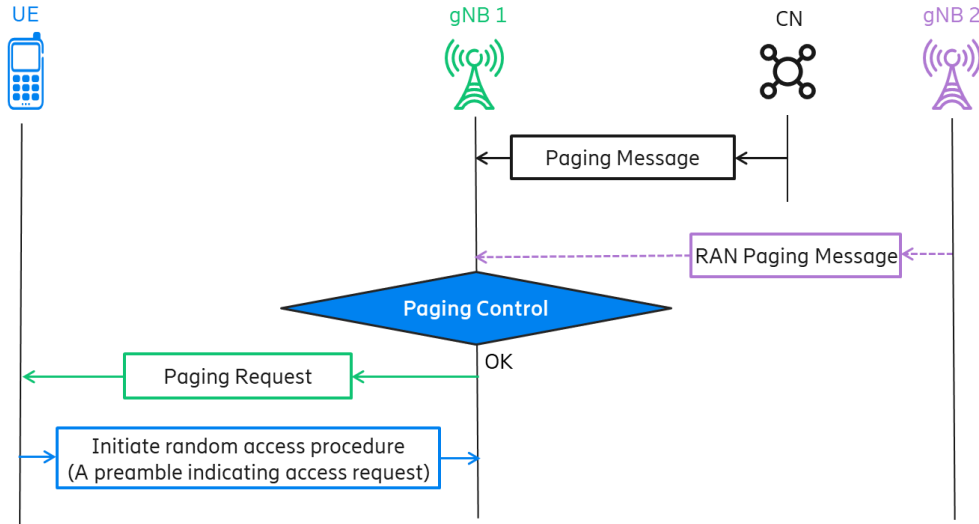 UE
gNB 1
CN
gNB 2
Paging Message
RAN Paging Message
Paging Control
OK
Paging Request
Initiate random access procedure
(A preamble indicating access request)